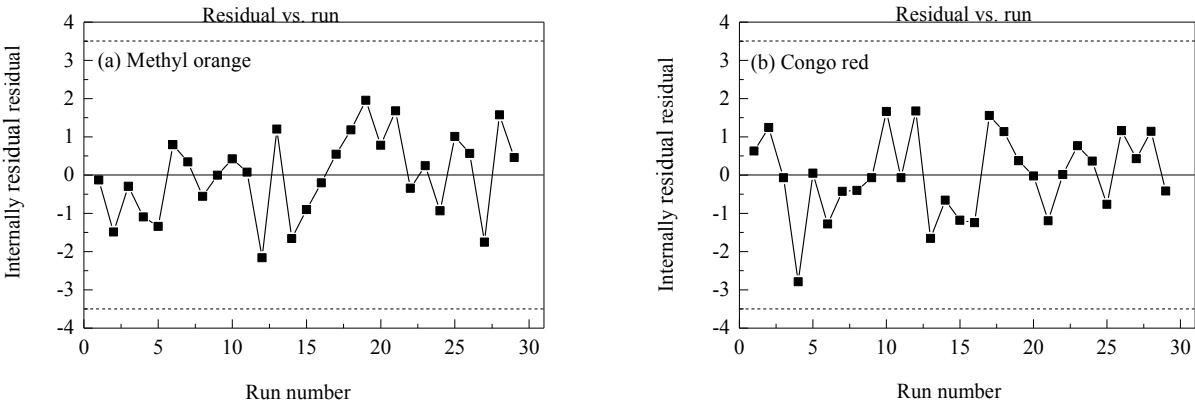 Residual vs. run
(a) Methyl orange
Internally residual residual
4
3
2
1
0
-1
-2
-3
-4
0 5 10 15 20 25 30
Run number
Residual vs. run
(b) Congo red
Internally residual residual
4
3
2
1
0
-1
-2
-3
-4
0 5 10 15 20 25 30
Run number